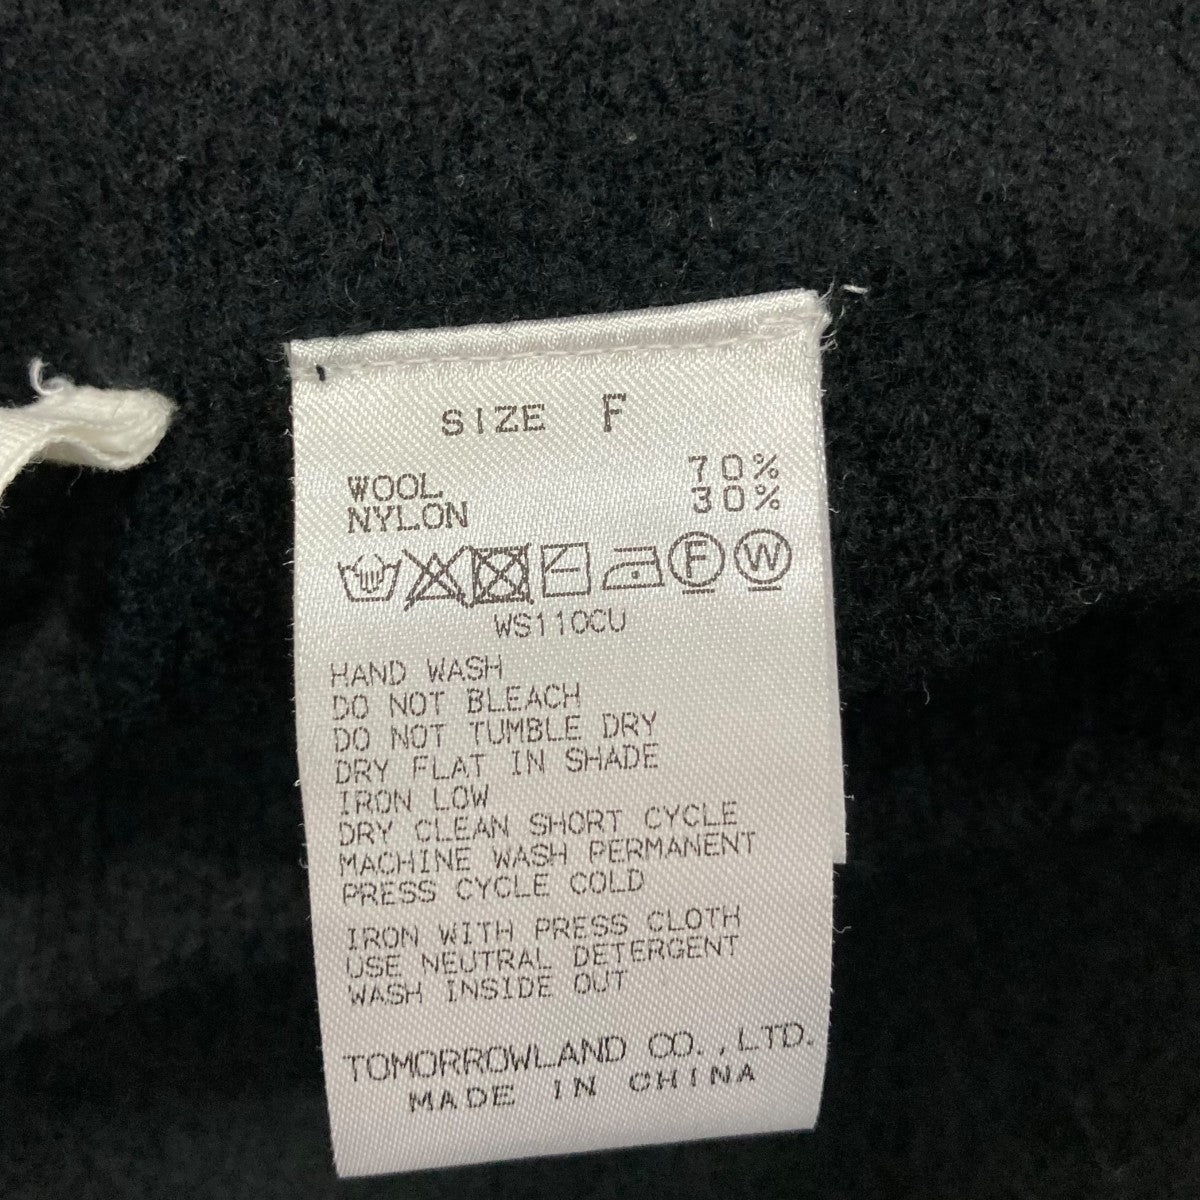 SIZE F
WOOL 70%
NYLON 30%
F W
WS110CU
HAND WASH
DO NOT BLEACH
DO NOT TUMBLE DRY
DRY FLAT IN SHADE
IRON LOW
DRY CLEAN SHORT CYCLE
MACHINE WASH PERMANENT
PRESS CYCLE COLD
IRON WITH PRESS CLOTH
USE NEUTRAL DETERGENT
WASH INSIDE OUT
TOMORROWLAND CO.,LTD.
MADE IN CHINA